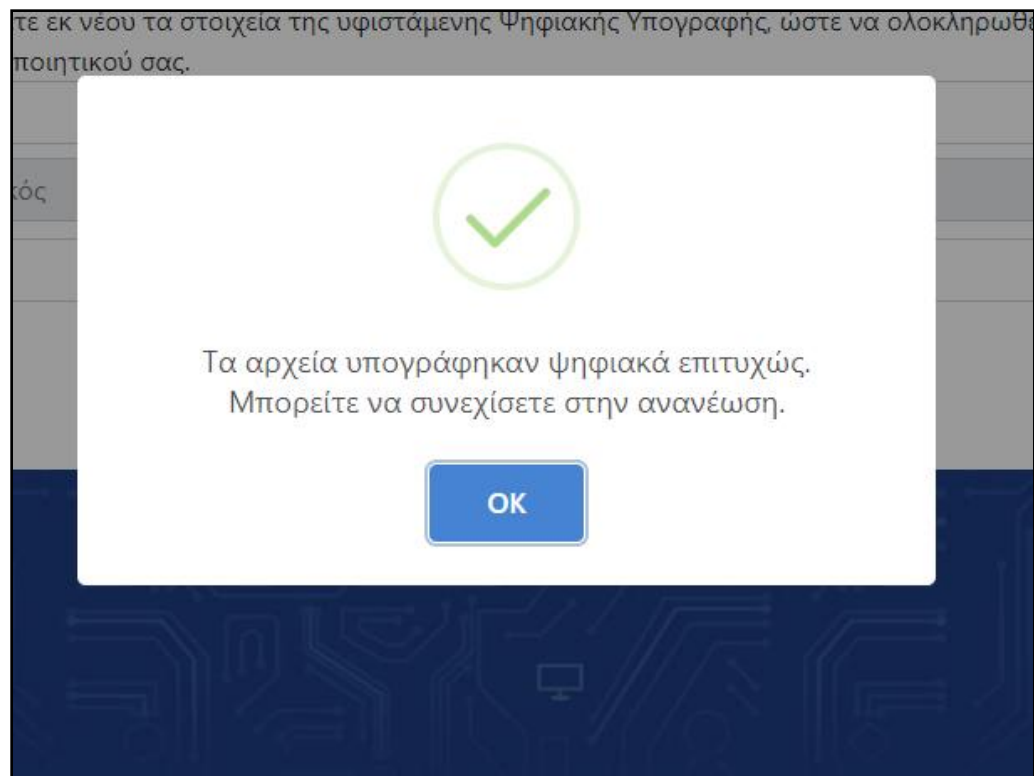 τε εκ νέου τα στοιχεία της υφιστάμενης Ψηφιακής Υπογραφής, ώστε να ολοκληρωθε
ποιητικού σας.
κός
Τα αρχεία υπογράφηκαν ψηφιακά επιτυχώς.
Μπορείτε να συνεχίσετε στην ανανέωση.
OK